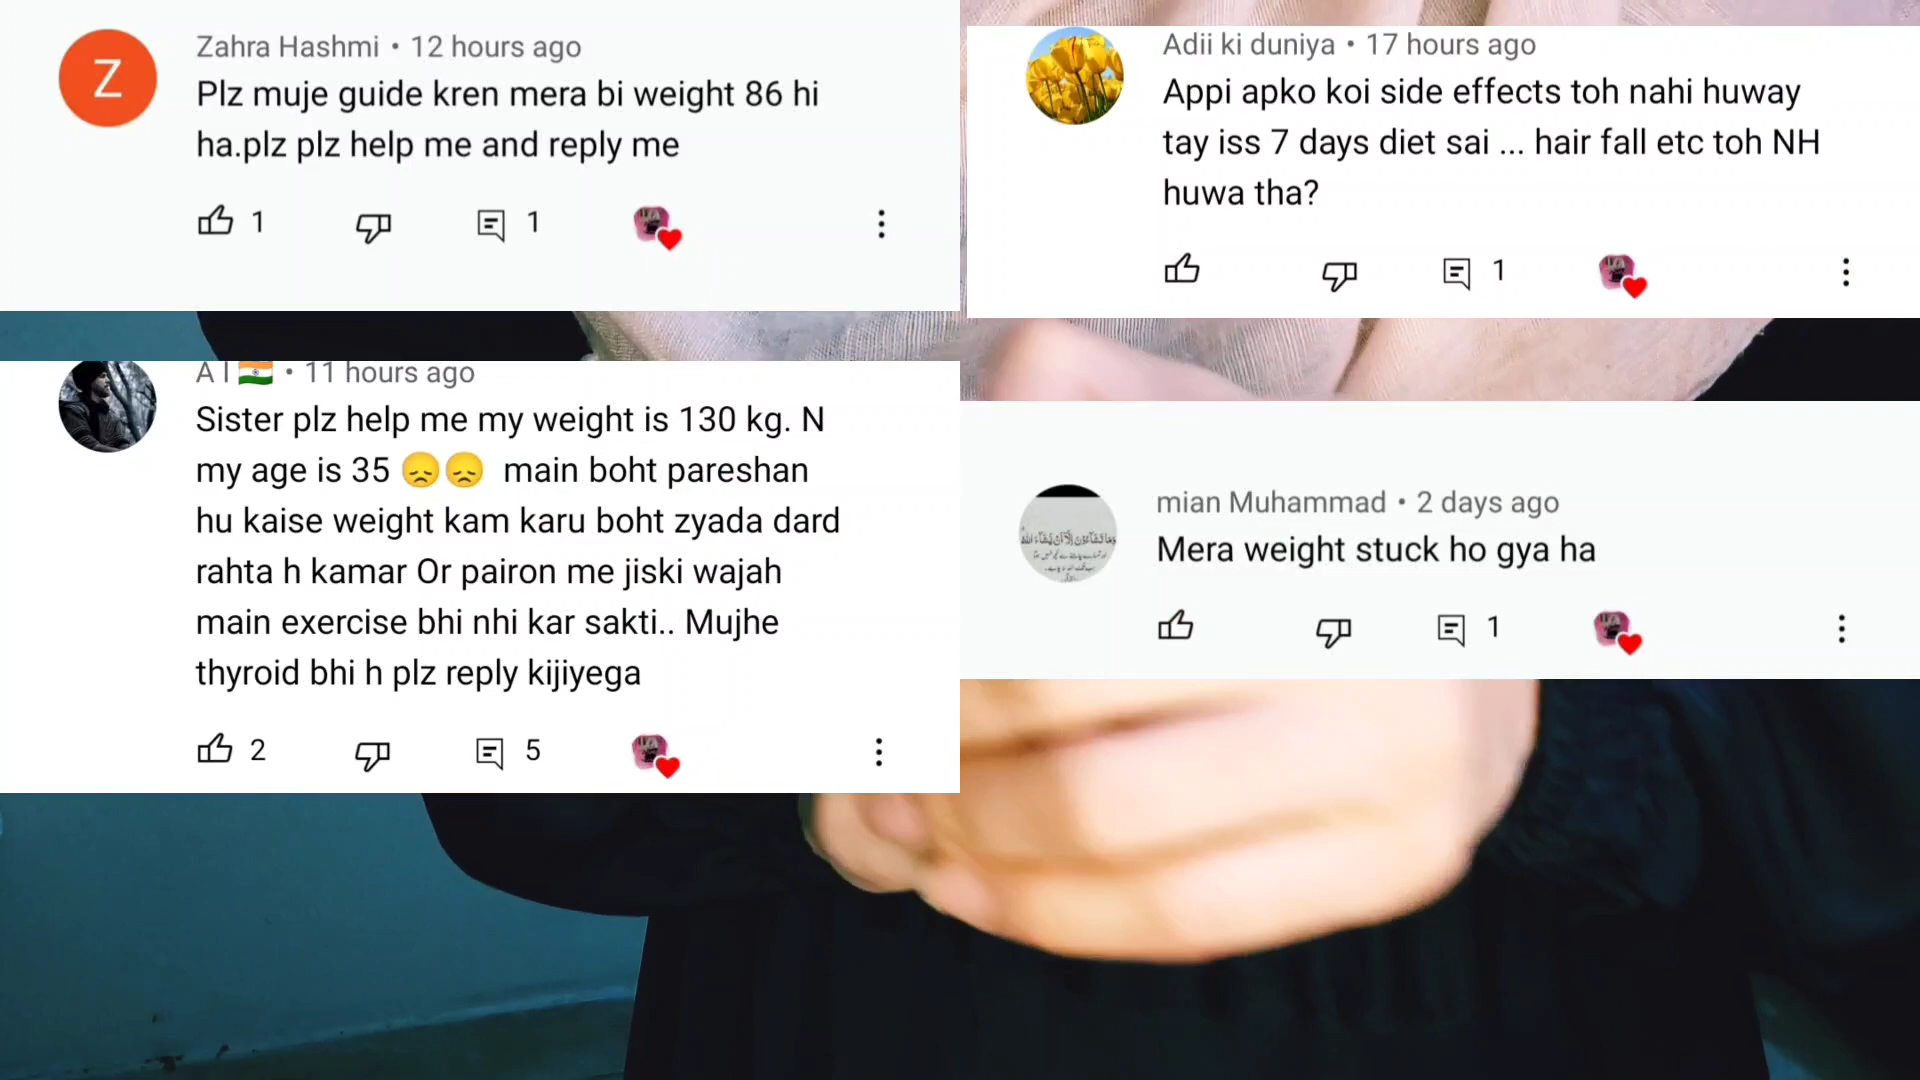 Z
Zahra Hashmi • 12 hours ago
Plz muje guide kren mera bi weight 86 hi
ha.plz plz help me and reply me
1
1
A I🇮🇳 • 11 hours ago
Sister plz help me my weight is 130 kg. N
my age is 35 😞😞 main boht pareshan
hu kaise weight kam karu boht zyada dard
rahta h kamar Or pairon me jiski wajah
main exercise bhi nhi kar sakti.. Mujhe
thyroid bhi h plz reply kijiyega
2
5
Adii ki duniya • 17 hours ago
Appi apko koi side effects toh nahi huway
tay iss 7 days diet sai ... hair fall etc toh NH
huwa tha?
1
mian Muhammad • 2 days ago
Mera weight stuck ho gya ha
1